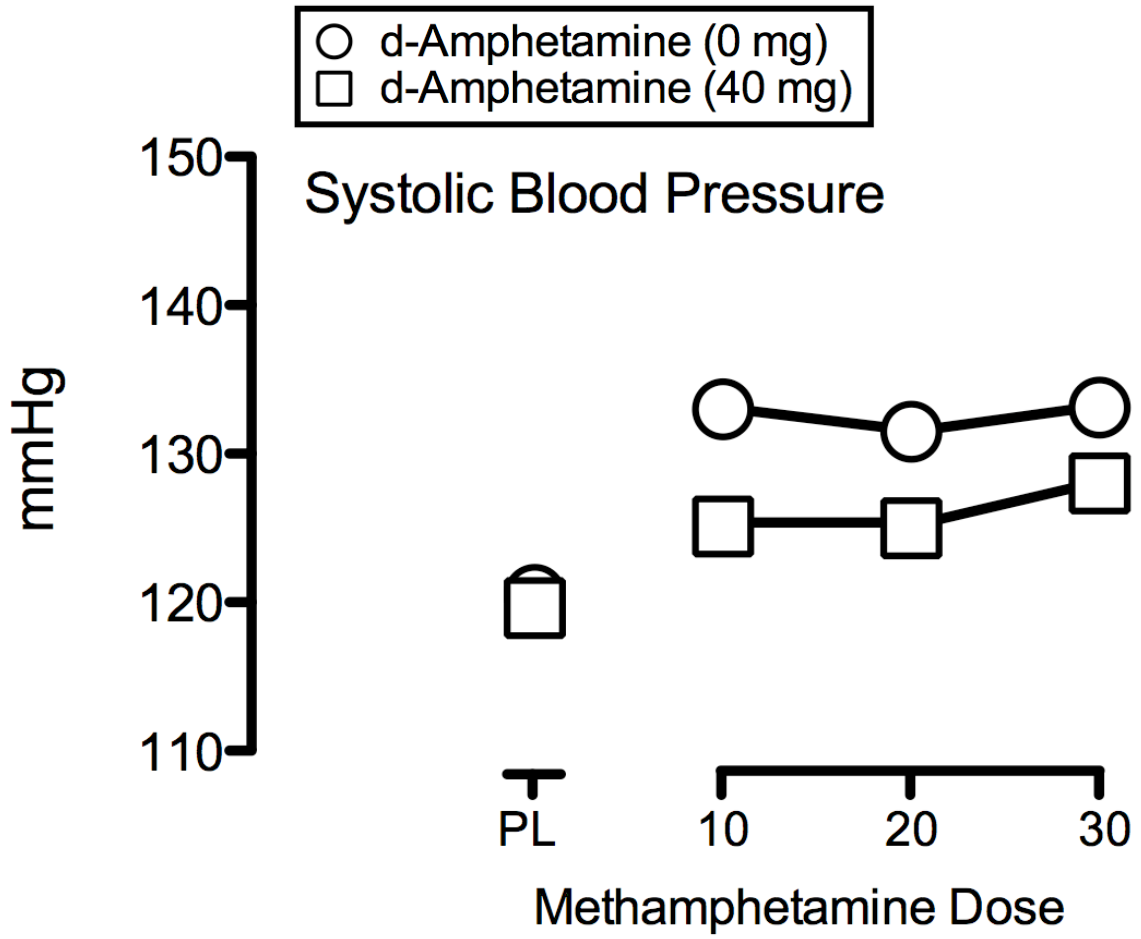 d-Amphetamine (0 mg)
d-Amphetamine (40 mg)
Systolic Blood Pressure
150
140
130
120
110
mmHg
PL 10 20 30
Methamphetamine Dose